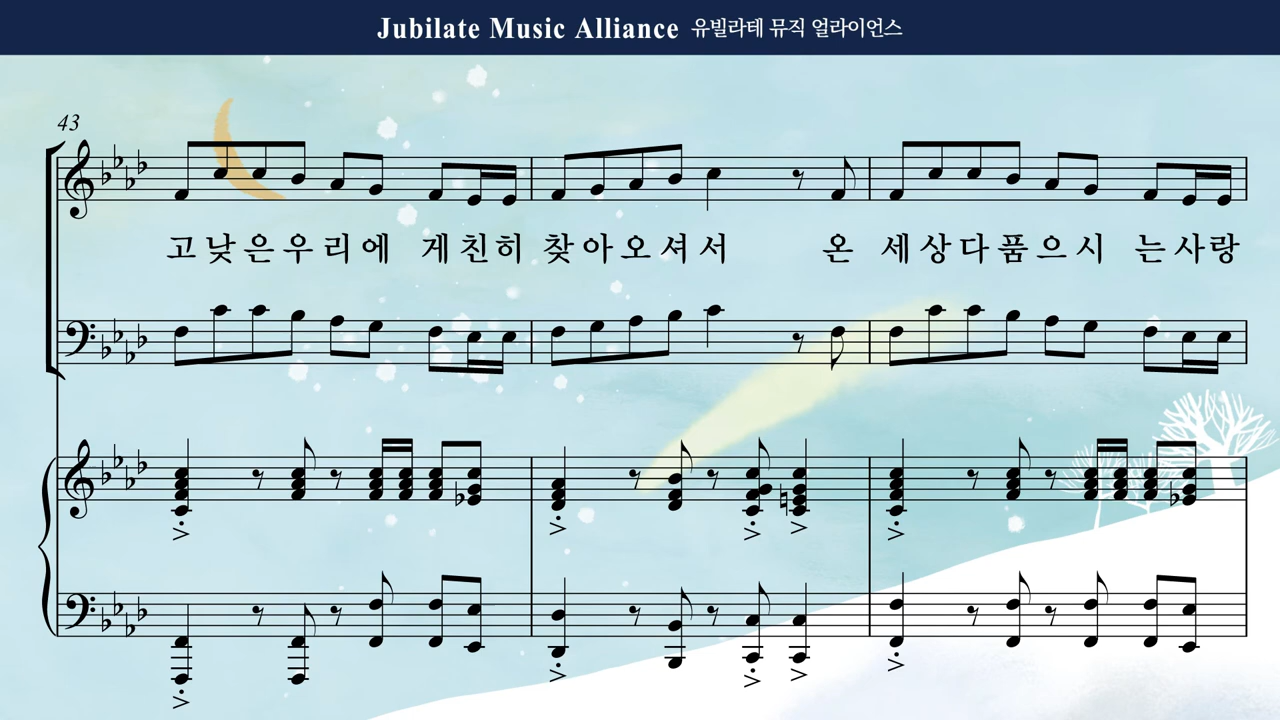 Jubilate Music Alliance 유빌라테 뮤직 얼라이언스
43
고 낮 은 우 리 에 게 친 히 찾 아 오 셔 서 온 세 상 다 품 으 시 는 사 랑